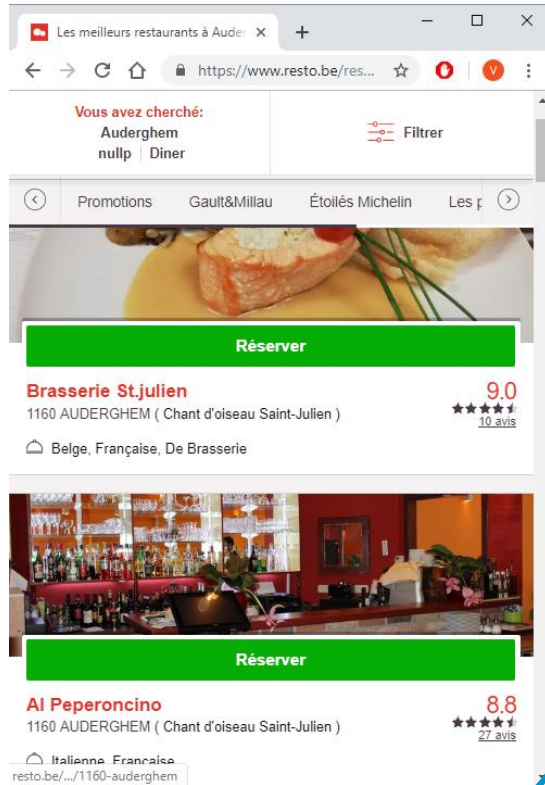 Les meilleurs restaurants à Auder
https://www.resto.be/res...
V
Vous avez cherché:
Auderghem
nullp | Diner
Filtrer
Promotions Gault&Millau Étoilés Michelin Les p
Réserver
Brasserie St.julien
9.0
1160 AUDERGHEM ( Chant d'oiseau Saint-Julien )
10 avis
Belge, Française, De Brasserie
Réserver
Al Peperoncino
8.8
1160 AUDERGHEM ( Chant d'oiseau Saint-Julien )
27 avis
Italienne, Française
resto.be/.../1160-auderghem